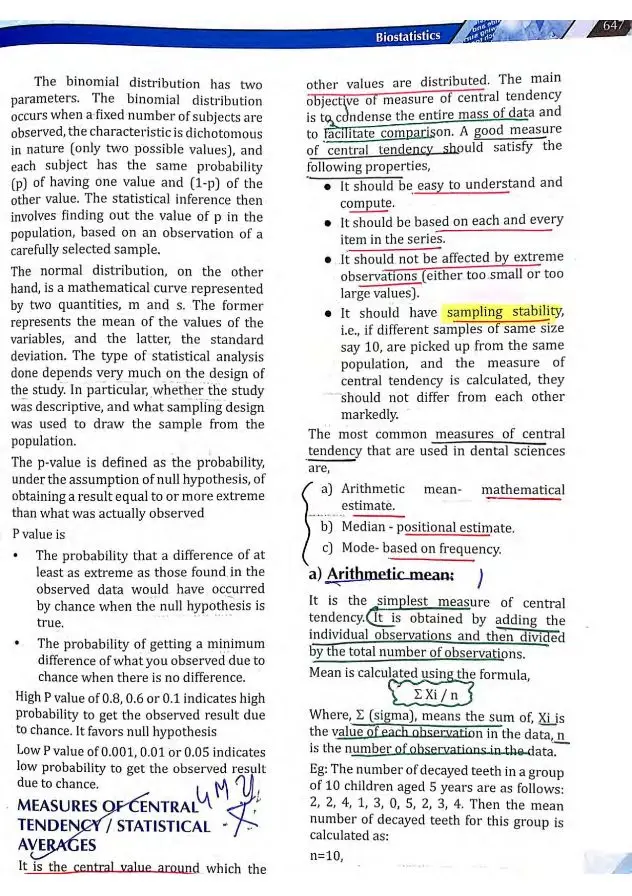 Biostatistics
647
The binomial distribution has two
parameters. The binomial distribution
occurs when a fixed number of subjects are
observed, the characteristic is dichotomous
in nature (only two possible values), and
each subject has the same probability
(p) of having one value and (1-p) of the
other value. The statistical inference then
involves finding out the value of p in the
population, based on an observation of a
carefully selected sample.
The normal distribution, on the other
hand, is a mathematical curve represented
by two quantities, m and s. The former
represents the mean of the values of the
variables, and the latter, the standard
deviation. The type of statistical analysis
done depends very much on the design of
the study. In particular, whether the study
was descriptive, and what sampling design
was used to draw the sample from the
population.
The p-value is defined as the probability,
under the assumption of null hypothesis, of
obtaining a result equal to or more extreme
than what was actually observed
P value is
• The probability that a difference of at
least as extreme as those found in the
observed data would have occurred
by chance when the null hypothesis is
true.
• The probability of getting a minimum
difference of what you observed due to
chance when there is no difference.
High P value of 0.8, 0.6 or 0.1 indicates high
probability to get the observed result due
to chance. It favors null hypothesis
Low P value of 0.001, 0.01 or 0.05 indicates
low probability to get the observed result
due to chance.
MEASURES OF CENTRAL
TENDENCY / STATISTICAL
AVERAGES
It is the central value around which the
other values are distributed. The main
objective of measure of central tendency
is to condense the entire mass of data and
to facilitate comparison. A good measure
of central tendency should satisfy the
following properties,
• It should be easy to understand and
compute.
• It should be based on each and every
item in the series.
• It should not be affected by extreme
observations (either too small or too
large values).
• It should have sampling stability,
i.e., if different samples of same size
say 10, are picked up from the same
population, and the measure of
central tendency is calculated, they
should not differ from each other
markedly.
The most common measures of central
tendency that are used in dental sciences
are,
a) Arithmetic mean- mathematical
estimate.
b) Median - positional estimate.
c) Mode- based on frequency.
a) Arithmetic mean:
It is the simplest measure of central
tendency. It is obtained by adding the
individual observations and then divided
by the total number of observations.
Mean is calculated using the formula,
Σ Xi / n
Where, Σ (sigma), means the sum of, Xi is
the value of each observation in the data, n
is the number of observations in the data.
Eg: The number of decayed teeth in a group
of 10 children aged 5 years are as follows:
2, 2, 4, 1, 3, 0, 5, 2, 3, 4. Then the mean
number of decayed teeth for this group is
calculated as:
n=10,